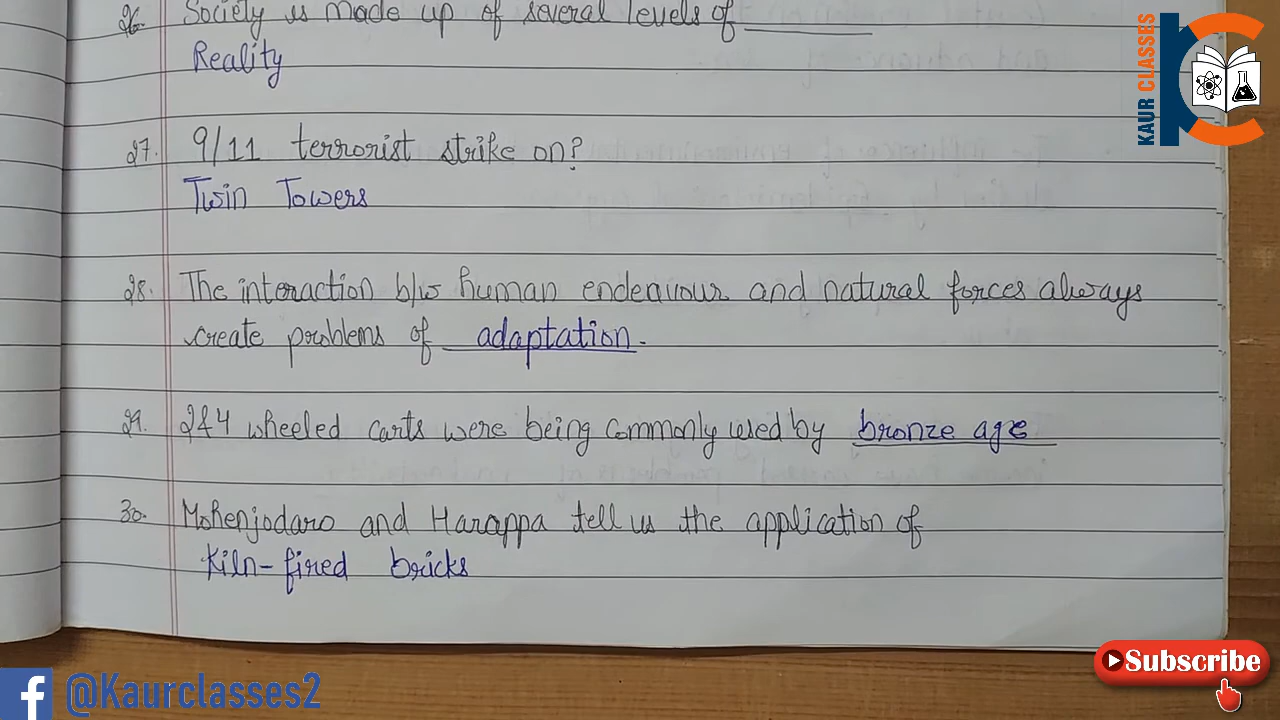 26. Society is made up of several levels of ________
Reality
27. 9/11 terrorist strike on?
Twin Towers
28. The interaction b/w human endeavour and natural forces always
create problems of adaptation.
29. 2&4 wheeled carts were being commonly used by bronze age
30. Mohenjodaro and Harappa tell us the application of
Kiln-fired bricks
KAUR CLASSES
@Kaurclasses2
Subscribe